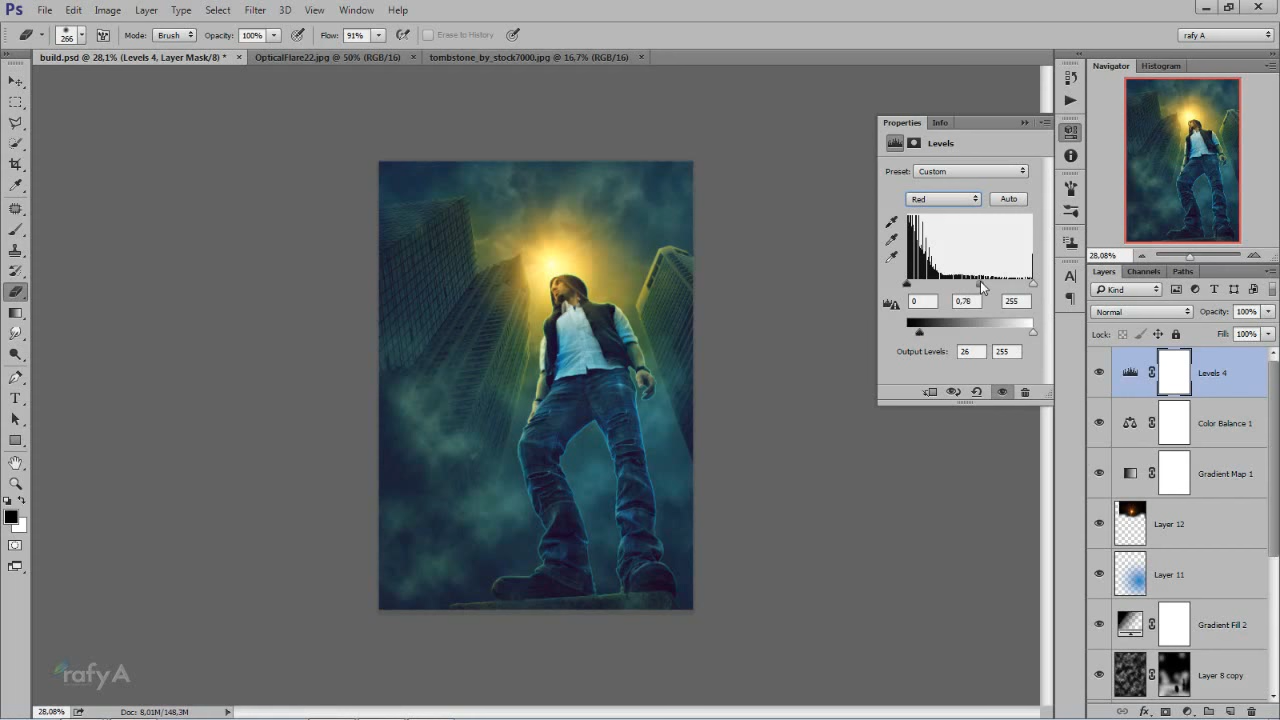 Ps File Edit Image Layer Type Select Filter 3D View Window Help
266 Mode: Brush Opacity: 100% Flow: 91% Erase to History rafy A
build.psd @ 28,1% (Levels 4, Layer Mask/8) * × OpticalFlare22.jpg @ 50% (RGB/16) × tombstone_by_stock7000.jpg @ 16,7% (RGB/16) ×
Navigator Histogram
Properties Info
Levels
Preset: Custom
Red Auto
0 0,78 255
Output Levels: 26 255
28,08%
Layers Channels Paths
Kind
Normal Opacity: 100%
Lock: Fill: 100%
Levels 4
Color Balance 1
Gradient Map 1
Layer 12
Layer 11
Gradient Fill 2
Layer 8 copy
rafy A
28,08% Doc: 8,01M/148,3M